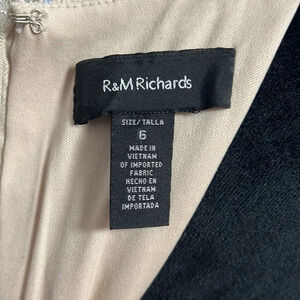 R&M Richards
SIZE/TALLA
6
MADE IN
VIETNAM
OF IMPORTED
FABRIC
HECHO EN
VIETNAM
DE TELA
IMPORTADA